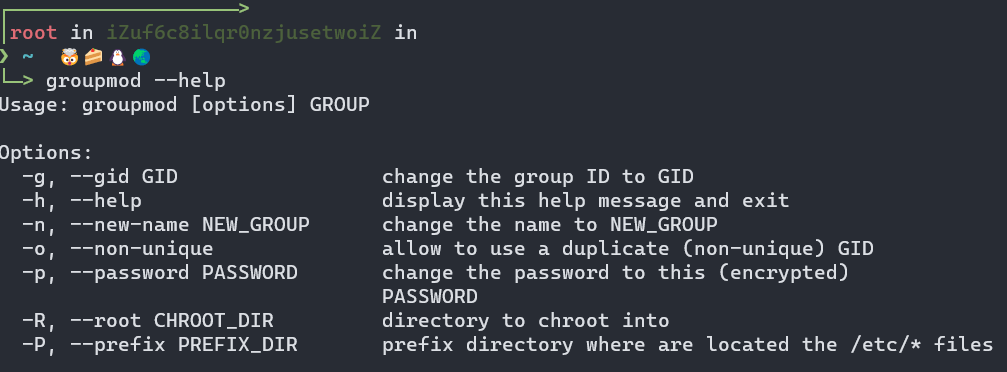 root in iZuf6c8ilqr0nzjusetwoiZ in
❯ ~ 🤯🍰🐧🌏
└─> groupmod --help
Usage: groupmod [options] GROUP

Options:
  -g, --gid GID                 change the group ID to GID
  -h, --help                    display this help message and exit
  -n, --new-name NEW_GROUP      change the name to NEW_GROUP
  -o, --non-unique              allow to use a duplicate (non-unique) GID
  -p, --password PASSWORD       change the password to this (encrypted)
                                PASSWORD
  -R, --root CHROOT_DIR         directory to chroot into
  -P, --prefix PREFIX_DIR       prefix directory where are located the /etc/* files